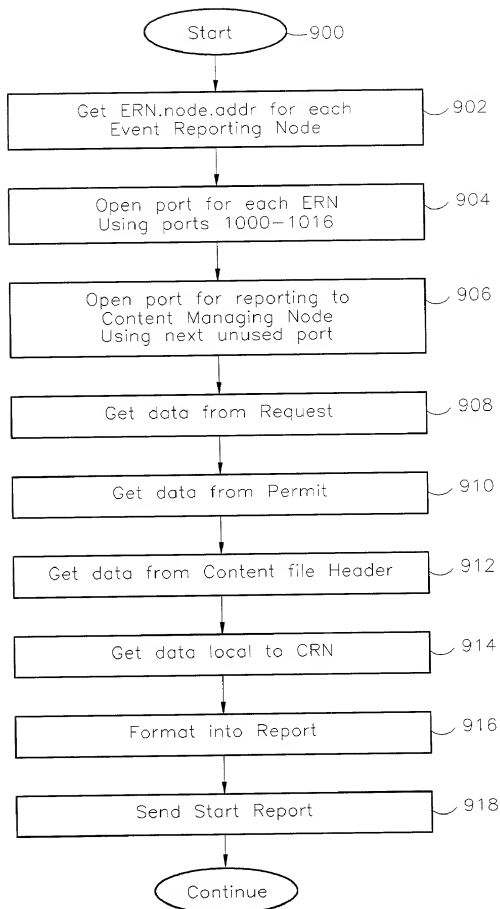 Start
900
Get ERN.node.addr for each
Event Reporting Node
902
Open port for each ERN
Using ports 1000-1016
904
Open port for reporting to
Content Managing Node
Using next unused port
906
Get data from Request
908
Get data from Permit
910
Get data from Content file Header
912
Get data local to CRN
914
Format into Report
916
Send Start Report
918
Continue